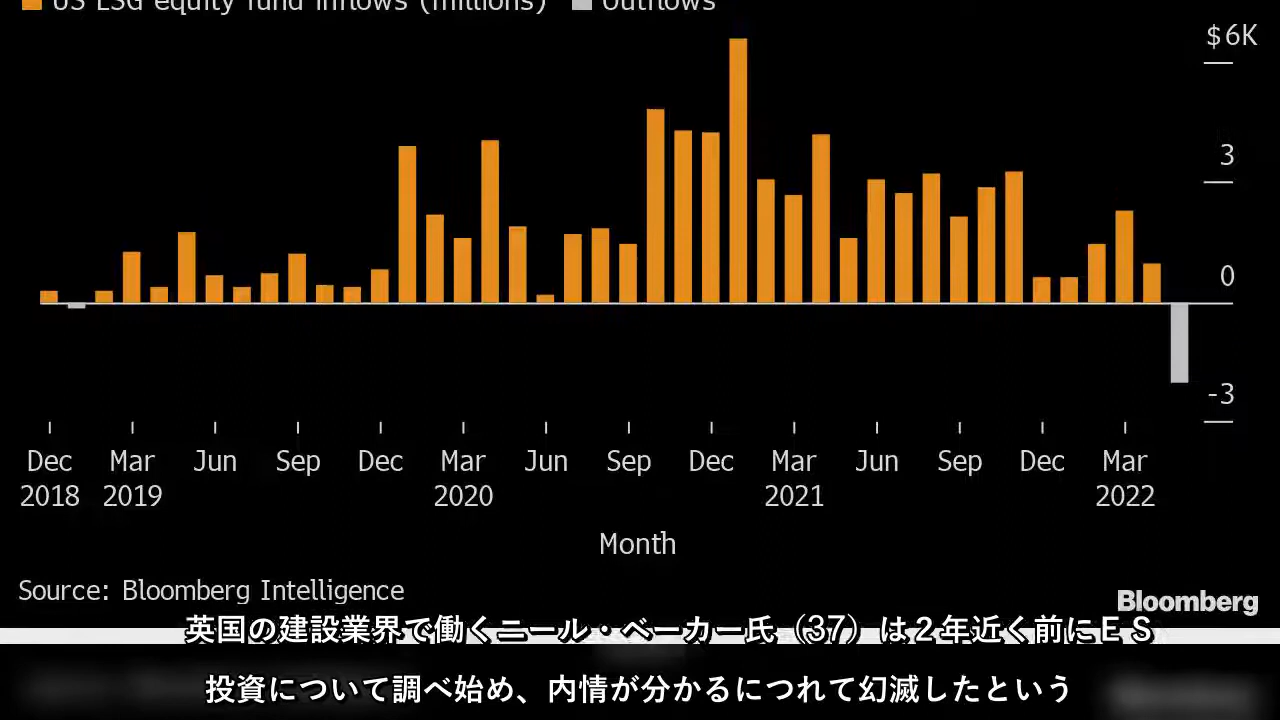 US ESG equity fund inflows (millions) Outflows
$6K
3
0
-3
Dec Mar Jun Sep Dec Mar Jun Sep Dec Mar Jun Sep Dec Mar
2018 2019 2020 2021 2022
Month
Source: Bloomberg Intelligence
Bloomberg
英国の建設業界で働くニール・ベーカー氏（37）は２年近く前にＥＳ
投資について調べ始め、内情が分かるにつれて幻滅したという